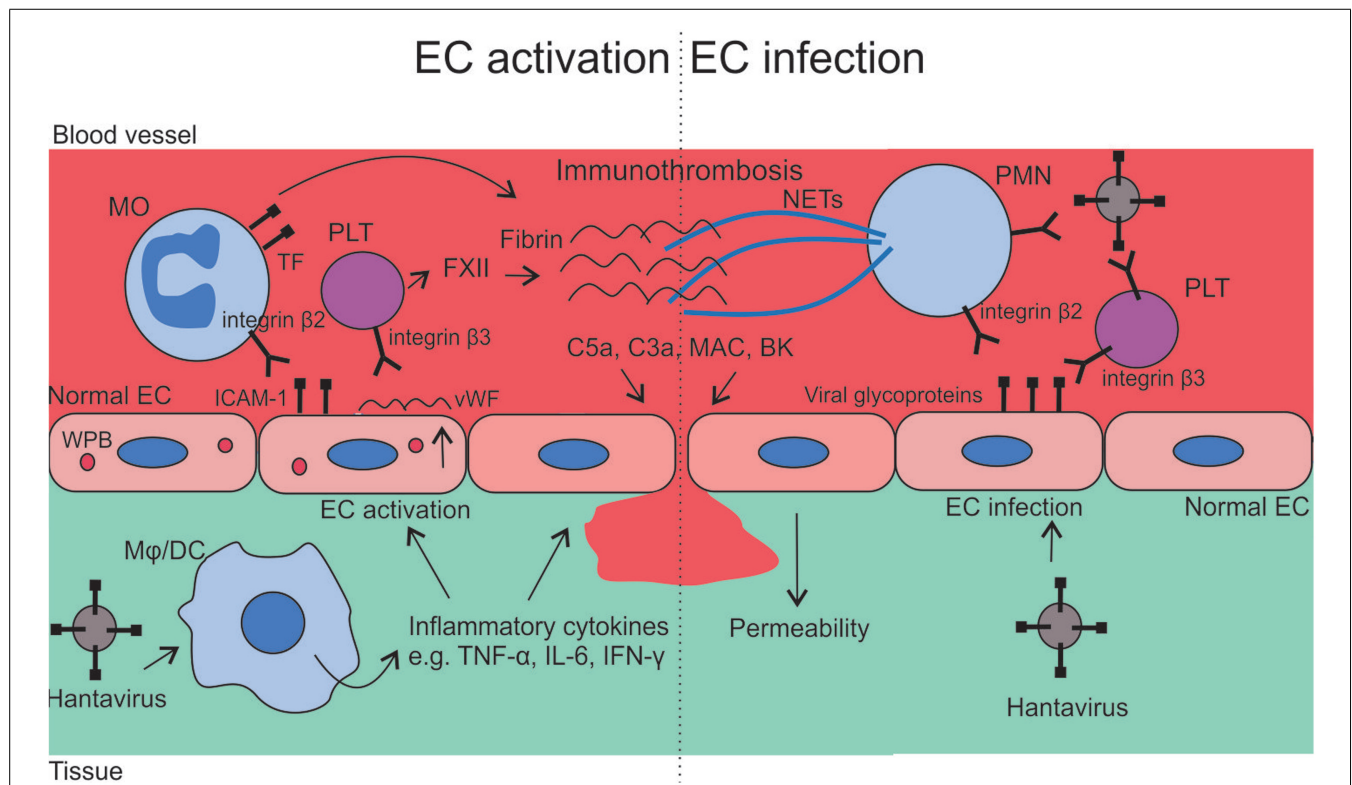 EC activation EC infection
Blood vessel
Immunothrombosis
MO
PMN
NETs
PLT
Fibrin
TF
FXII
PLT
integrin β2
integrin β3
integrin β2
C5a, C3a, MAC, BK
integrin β3
Normal EC
ICAM-1
vWF
Viral glycoproteins
WPB
EC activation
EC infection
Normal EC
Mφ/DC
Inflammatory cytokines
e.g. TNF-α, IL-6, IFN-γ
Permeability
Hantavirus
Hantavirus
Tissue